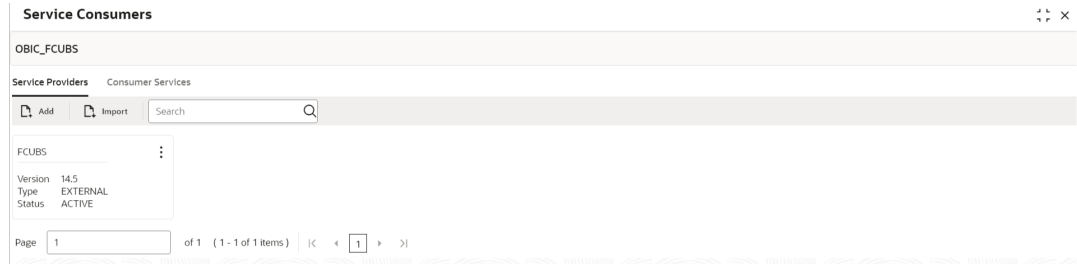 Service Consumers
OBIC_FCUBS
Service Providers Consumer Services
Add Import Search
FCUBS
Version 14.5
Type EXTERNAL
Status ACTIVE
Page 1 of 1 ( 1 - 1 of 1 items ) 1